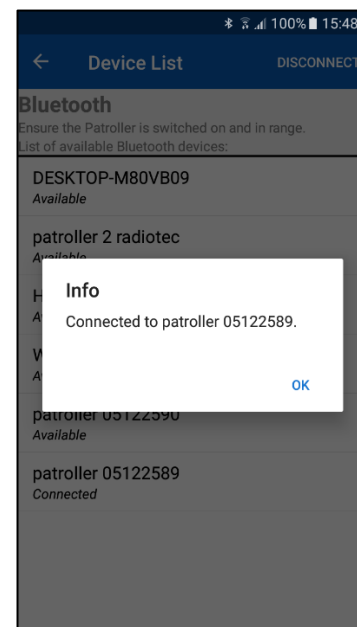 100% 15:48
Device List DISCONNECT
Bluetooth
Ensure the Patroller is switched on and in range.
List of available Bluetooth devices:
DESKTOP-M80VB09
Available
patroller 2 radiotec
Available
Info
Connected to patroller 05122589.
OK
patroller 05122590
Available
patroller 05122589
Connected